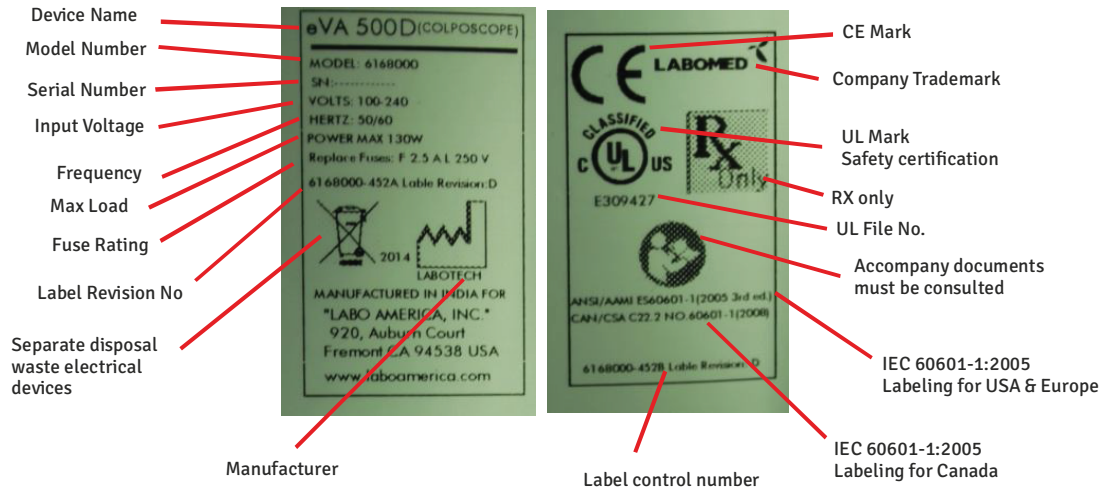 Device Name
Model Number
Serial Number
Input Voltage
Frequency
Max Load
Fuse Rating
Label Revision No
Separate disposal
waste electrical
devices
eVA 500D(COLPOSCOPE)
MODEL: 6168000
SN:-----------
VOLTS: 100-240
HERTZ: 50/60
POWER MAX 130W
Replace Fuses: F 2.5 A L 250 V
6168000-452A Lable Revision:D
2014
LABOTECH
MANUFACTURED IN INDIA FOR
"LABO AMERICA, INC."
920, Auburn Court
Fremont CA 94538 USA
www.laboamerica.com
Manufacturer
CE
LABOMED
CLASSIFIED
C UL US
E309427
Rx
Only
ANSI/AAMI ES60601-1(2005 3rd ed.)
CAN/CSA C22.2 NO.60601-1(2008)
6168000-452B Lable Revision:D
CE Mark
Company Trademark
UL Mark
Safety certification
RX only
UL File No.
Accompany documents
must be consulted
IEC 60601-1:2005
Labeling for USA & Europe
IEC 60601-1:2005
Labeling for Canada
Label control number